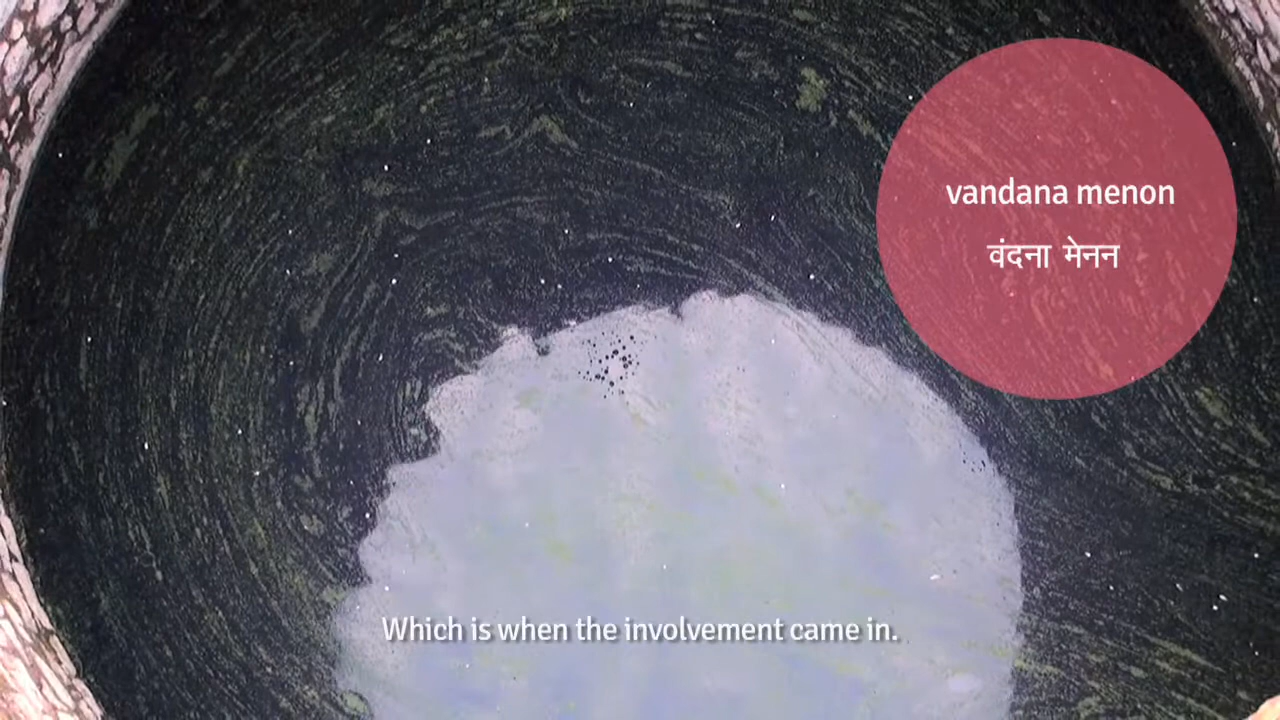 vandana menon
वंदना मेनन
Which is when the involvement came in.